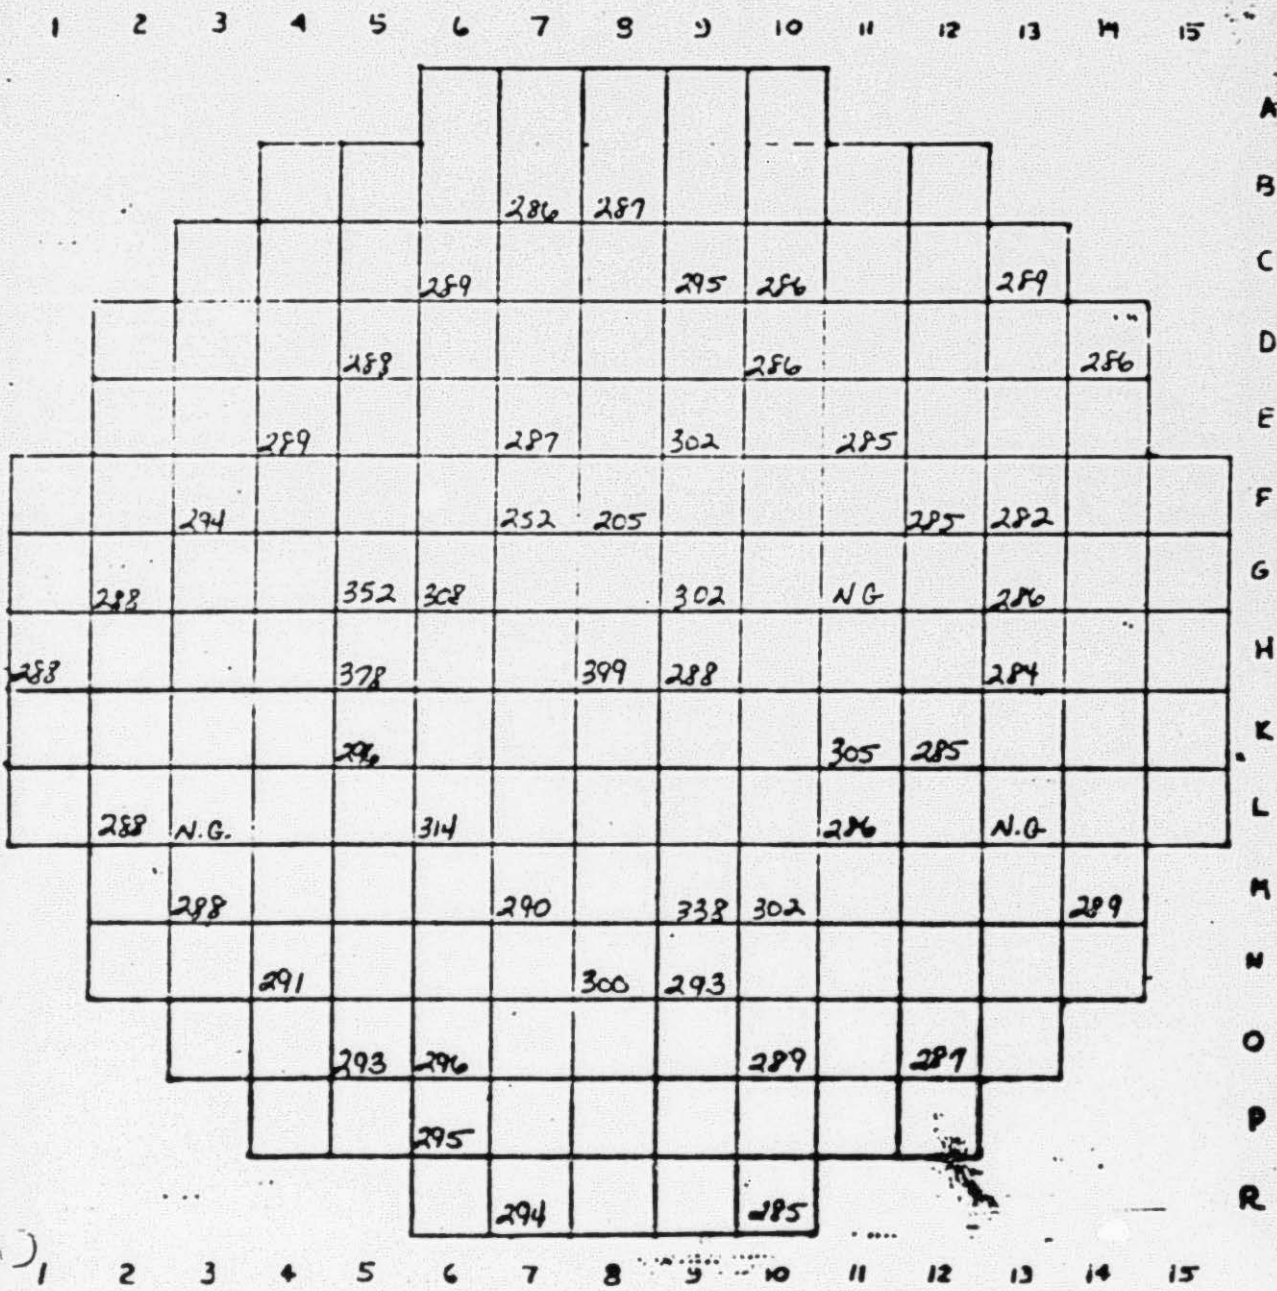 1 2 3 4 5 6 7 8 9 10 11 12 13 14 15
A
B
286 287
C
289 295 286 289
D
288 286 286
E
289 287 302 285
F
294 252 205 285 282
G
288 352 308 302 NG 286
H
288 378 399 288 284
K
296 305 285
L
288 N.G. 314 286 N.G
M
288 290 338 302 289
N
291 300 293
O
293 296 289 287
P
295
R
294 285
1 2 3 4 5 6 7 8 9 10 11 12 13 14 15